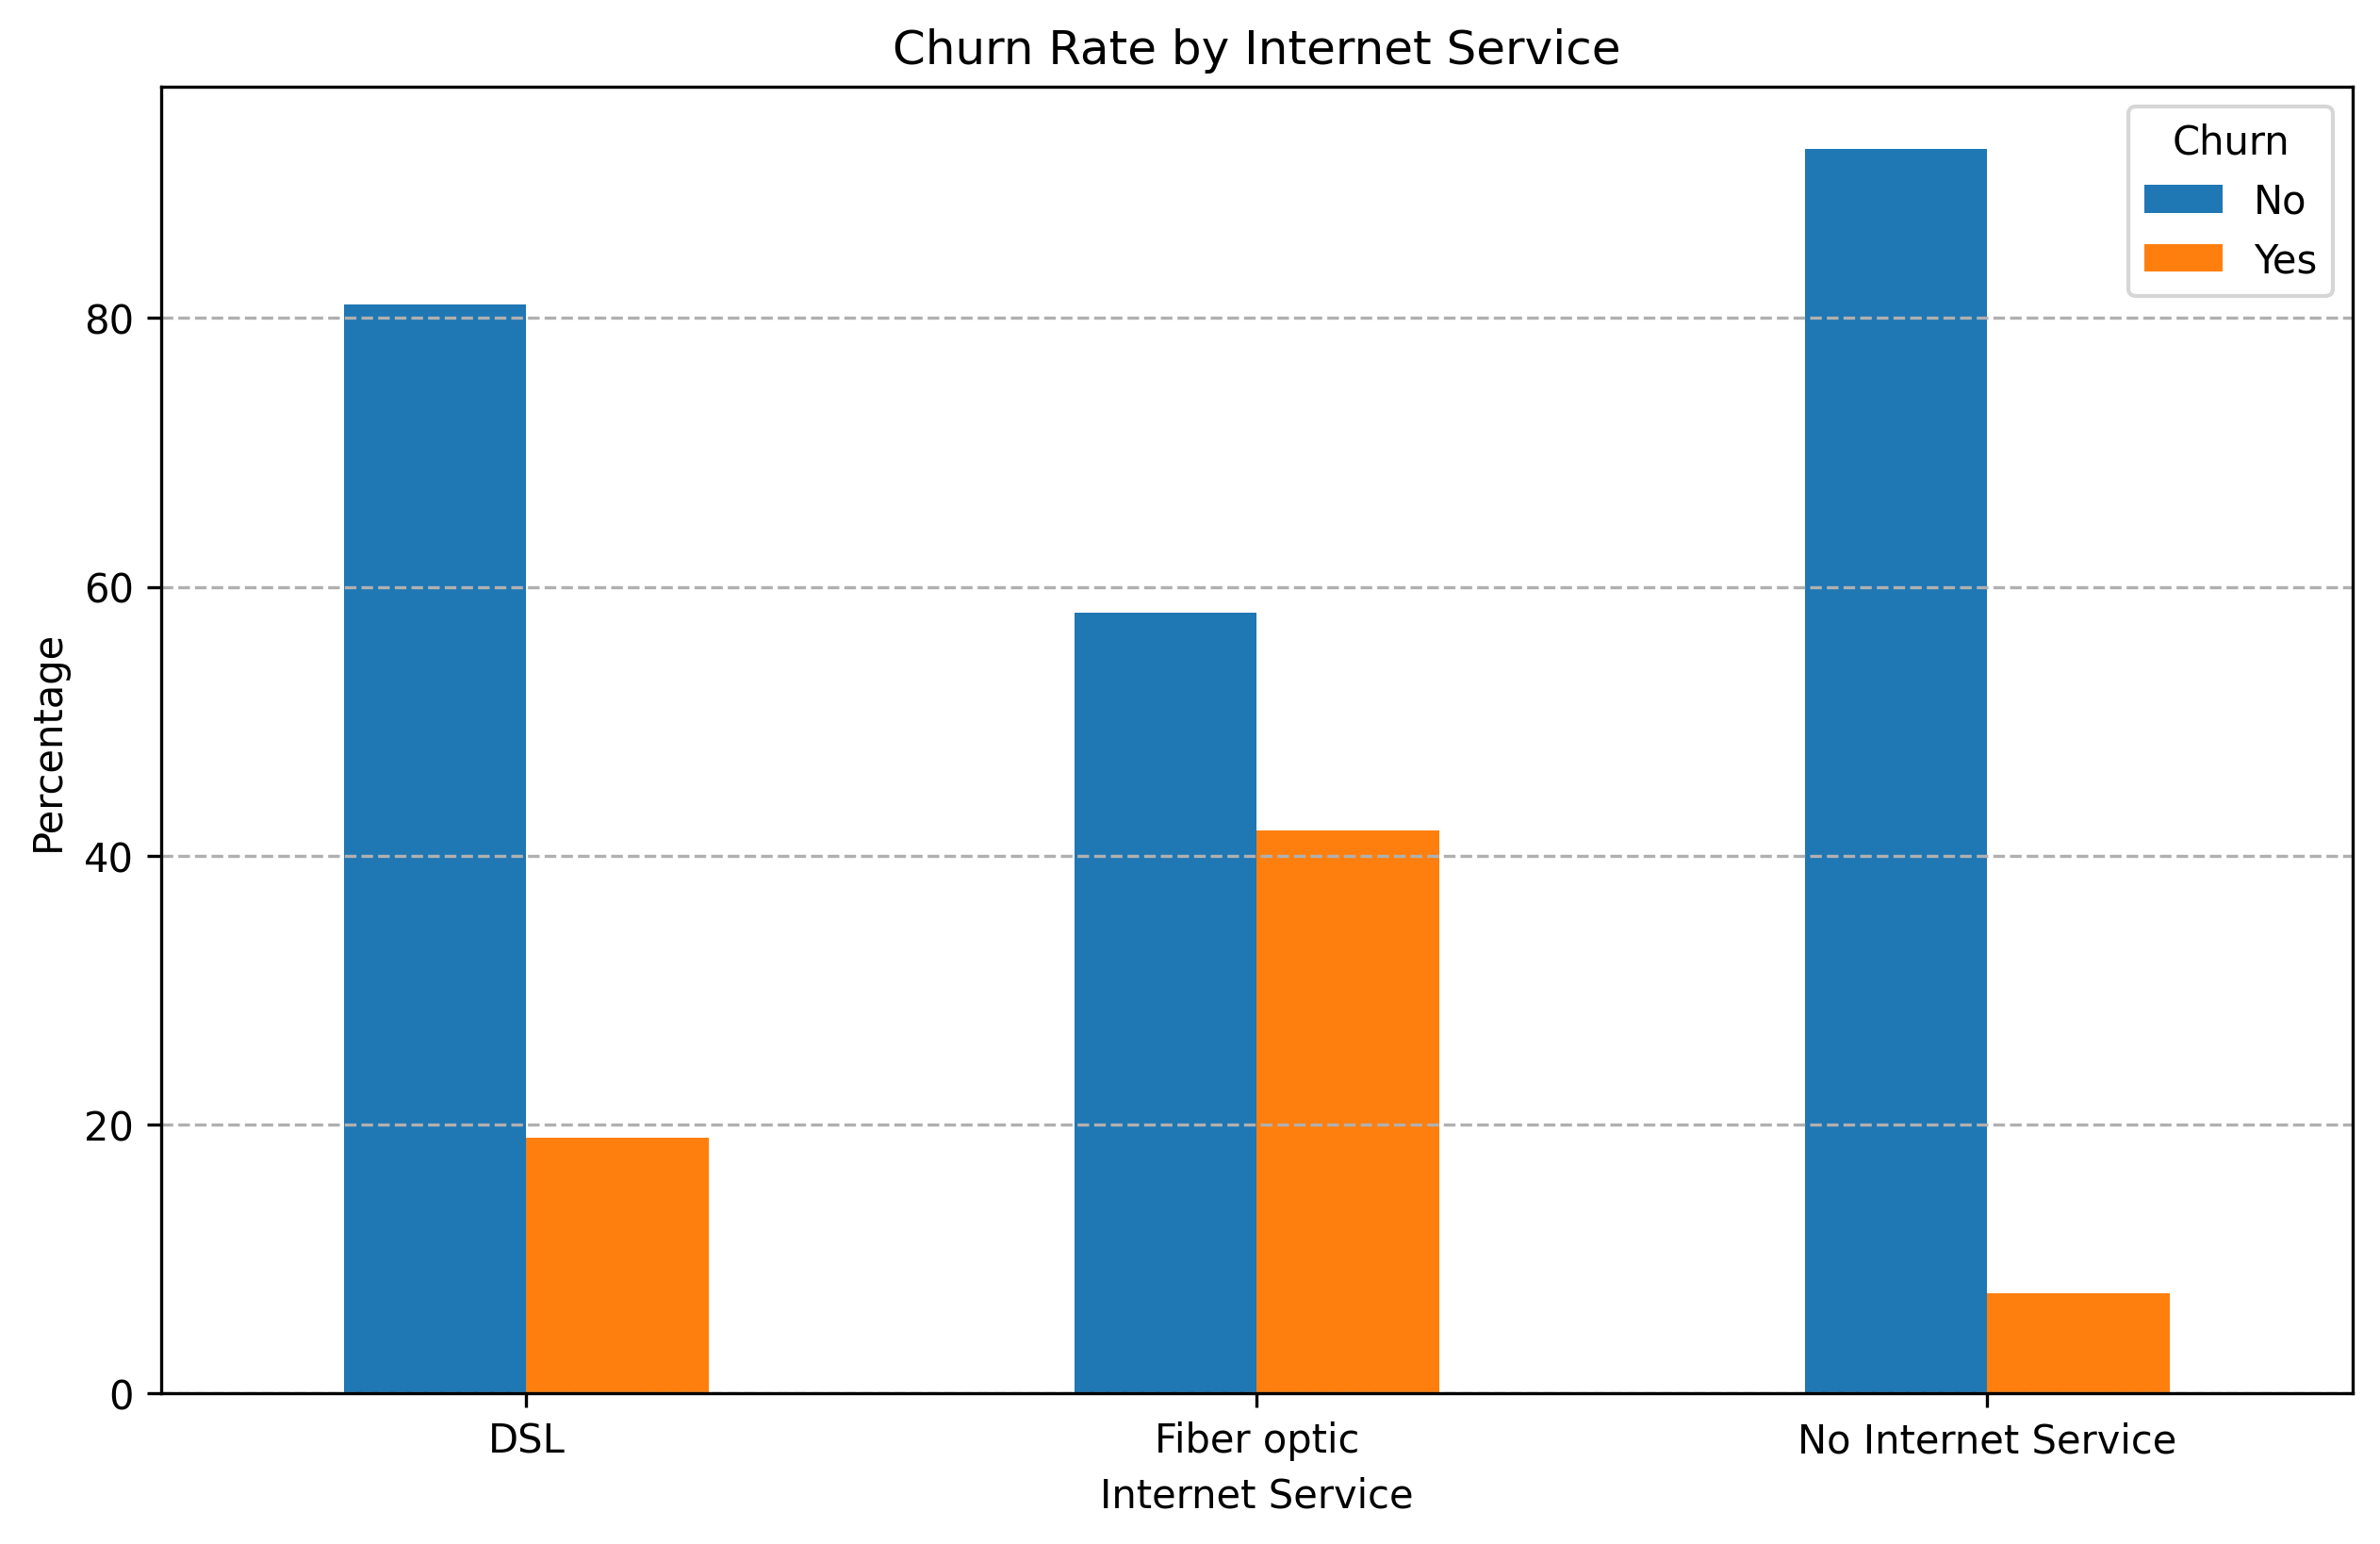 Churn Rate by Internet Service
Churn
No
Yes
80
60
40
20
0
Percentage
DSL
Fiber optic
No Internet Service
Internet Service